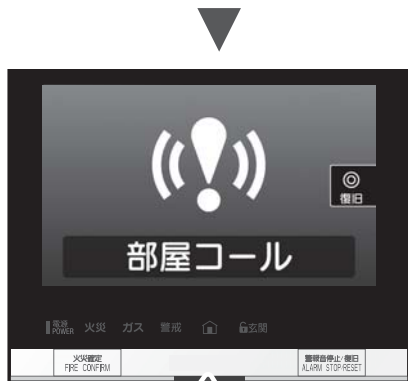 ◎
復旧
部屋コール
電源
POWER 火災 ガス 警戒 玄関
火災確定
FIRE CONFIRM
警報音停止/復旧
ALARM STOP/RESET